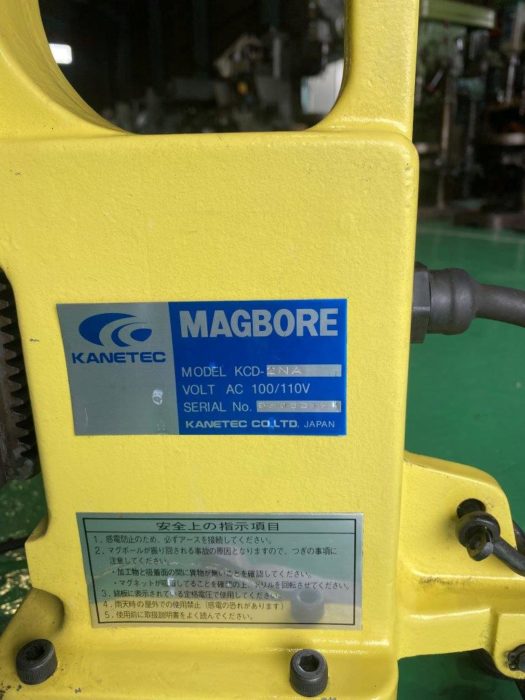 MAGBORE
KANETEC
MODEL KCD-2NA
VOLT AC 100/110V
SERIAL No.
KANETEC CO.LTD. JAPAN
安全上の指示項目
1. 感電防止のため、必ずアースを接続してください。
2. マグボールが振り回される事故の原因となりますので、つぎの事項に
注意してください。
・加工物と吸着面の間に異物が無いことを確認してください。
・マグネットが吸着してることを確認の上、ドリルを回転させてください。
3. 銘板に表示されている定格電圧で使用してください。
4. 雨天時の屋外での使用禁止（感電の恐れがあります）
5. 使用前に取扱説明書をよく読んでください。